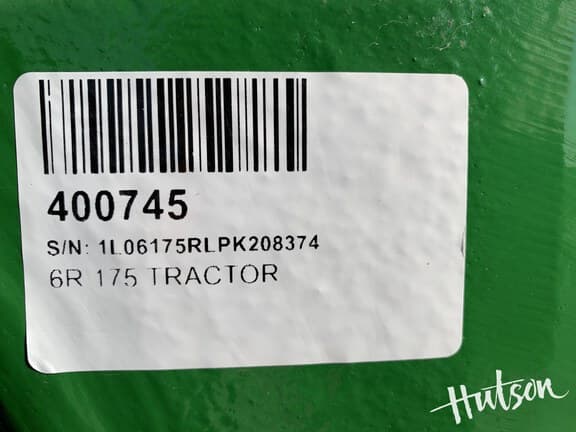 400745
S/N: 1L06175RLPK208374
6R 175 TRACTOR
Hutson